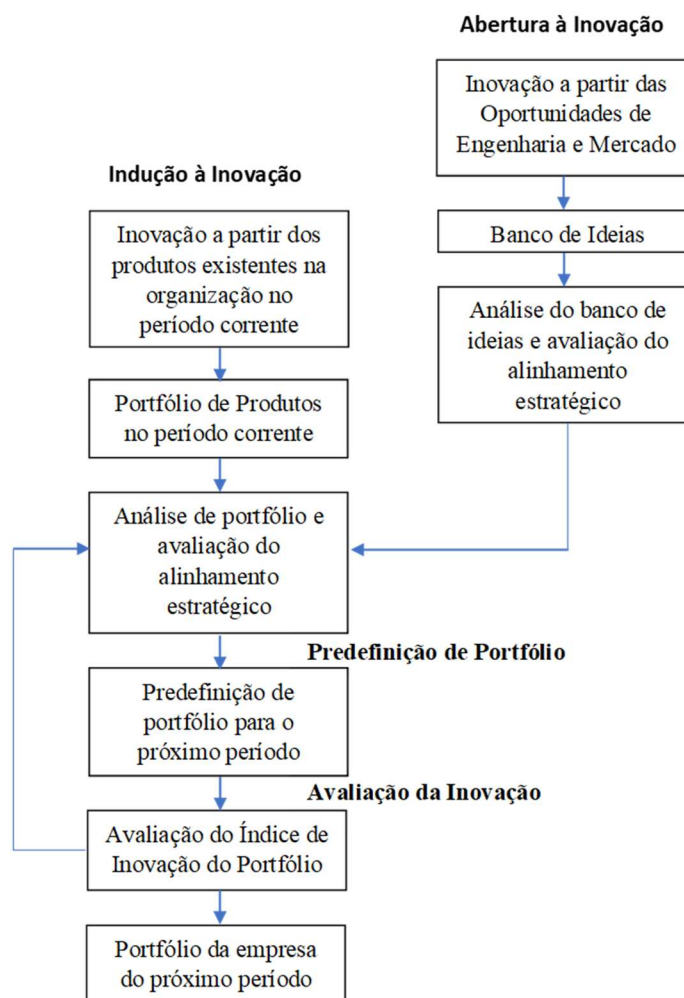 Abertura à Inovação
Inovação a partir das
Oportunidades de
Engenharia e Mercado
Banco de Ideias
Análise do banco de
ideias e avaliação do
alinhamento
estratégico
Indução à Inovação
Inovação a partir dos
produtos existentes na
organização no
período corrente
Portfólio de Produtos
no período corrente
Análise de portfólio e
avaliação do
alinhamento
estratégico
Predefinição de Portfólio
Predefinição de
portfólio para o
próximo período
Avaliação da Inovação
Avaliação do Índice de
Inovação do Portfólio
Portfólio da empresa
do próximo período